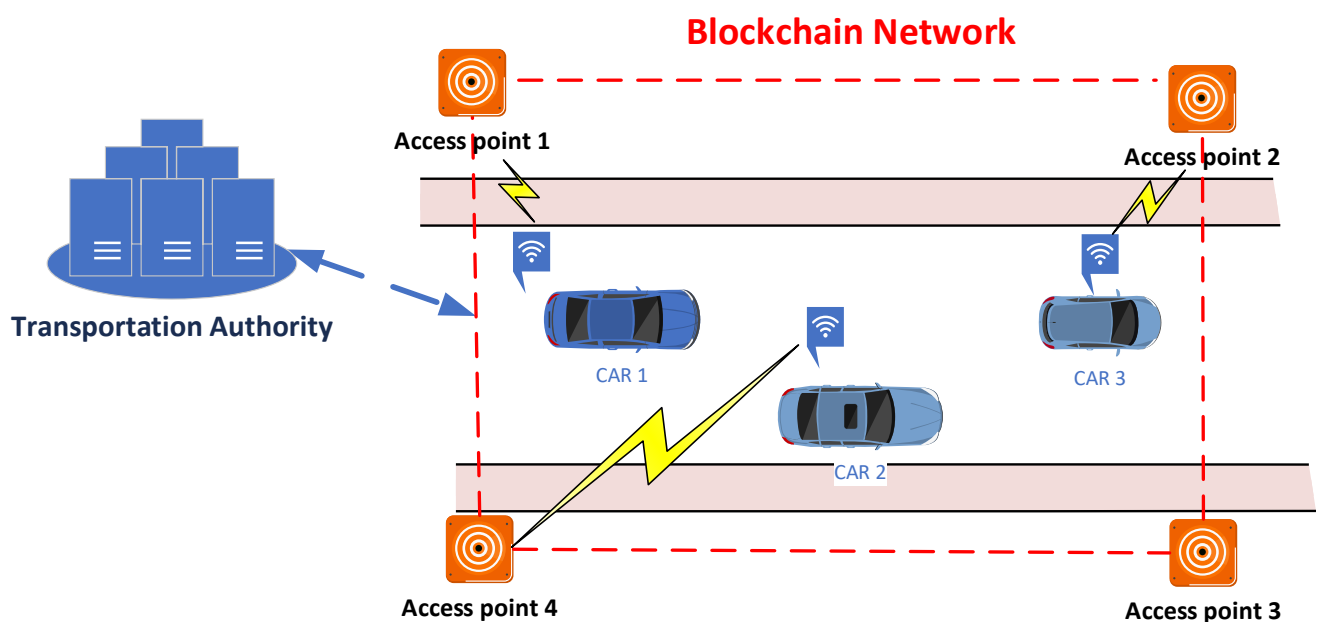 Blockchain Network
Access point 1
Access point 2
Transportation Authority
CAR 1
CAR 3
CAR 2
Access point 4
Access point 3